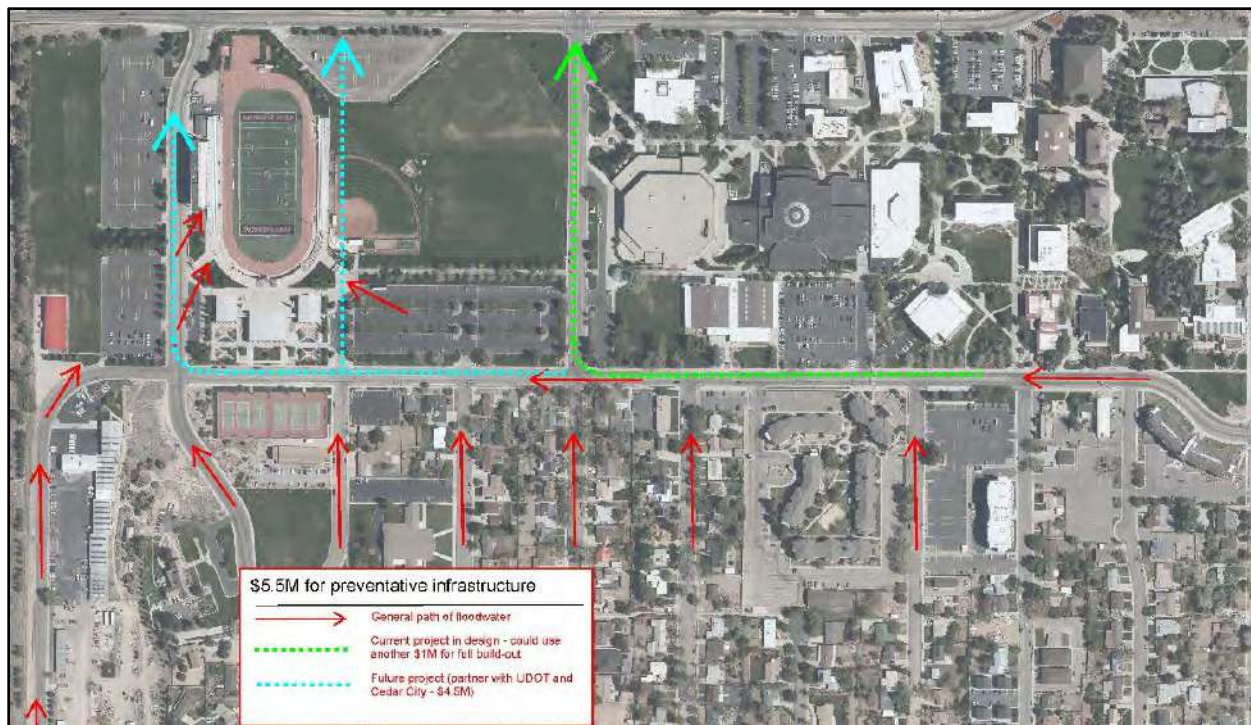 $5.5M for preventative infrastructure
General path of floodwater
Current project in design - could use
another $1M for full build-out
Future project (partner with UDOT and
Cedar City - $4.5M)